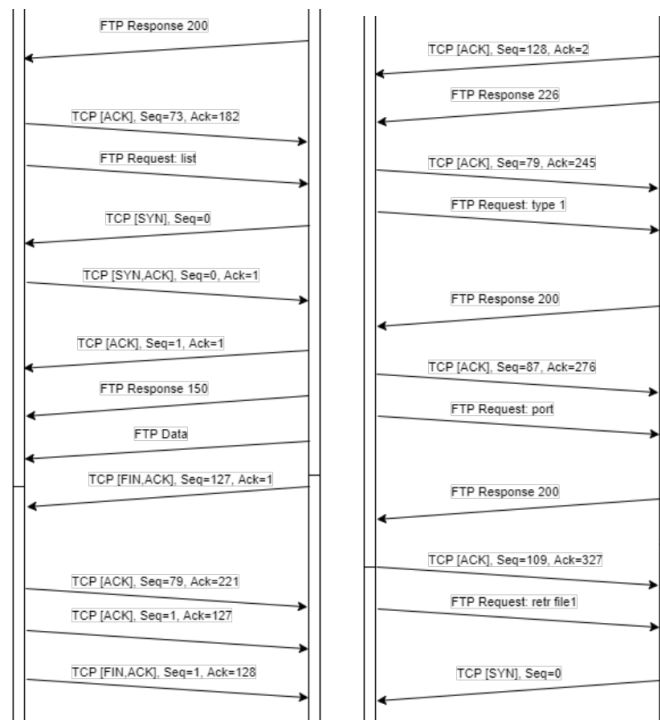 FTP Response 200
TCP [ACK], Seq=73, Ack=182
FTP Request: list
TCP [SYN], Seq=0
TCP [SYN,ACK], Seq=0, Ack=1
TCP [ACK], Seq=1, Ack=1
FTP Response 150
FTP Data
TCP [FIN,ACK], Seq=127, Ack=1
TCP [ACK], Seq=79, Ack=221
TCP [ACK], Seq=1, Ack=127
TCP [FIN,ACK], Seq=1, Ack=128
TCP [ACK], Seq=128, Ack=2
FTP Response 226
TCP [ACK], Seq=79, Ack=245
FTP Request: type 1
FTP Response 200
TCP [ACK], Seq=87, Ack=276
FTP Request: port
FTP Response 200
TCP [ACK], Seq=109, Ack=327
FTP Request: retr file1
TCP [SYN], Seq=0